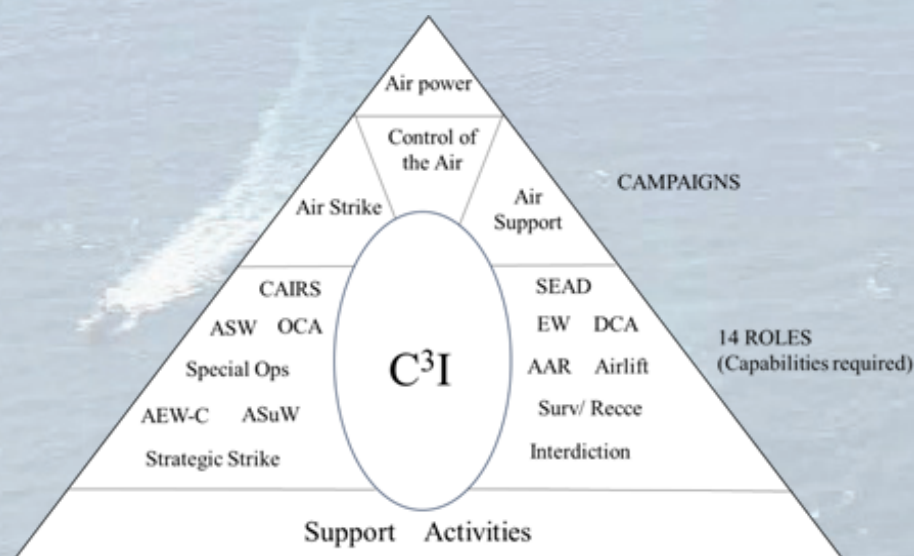 Air power
Control of
the Air
CAMPAIGNS
Air Strike
Air
Support
CAIRS
SEAD
ASW OCA
EW DCA
14 ROLES
(Capabilities required)
Special Ops
C³I
AAR Airlift
AEW-C ASuW
Surv/ Recce
Strategic Strike
Interdiction
Support Activities